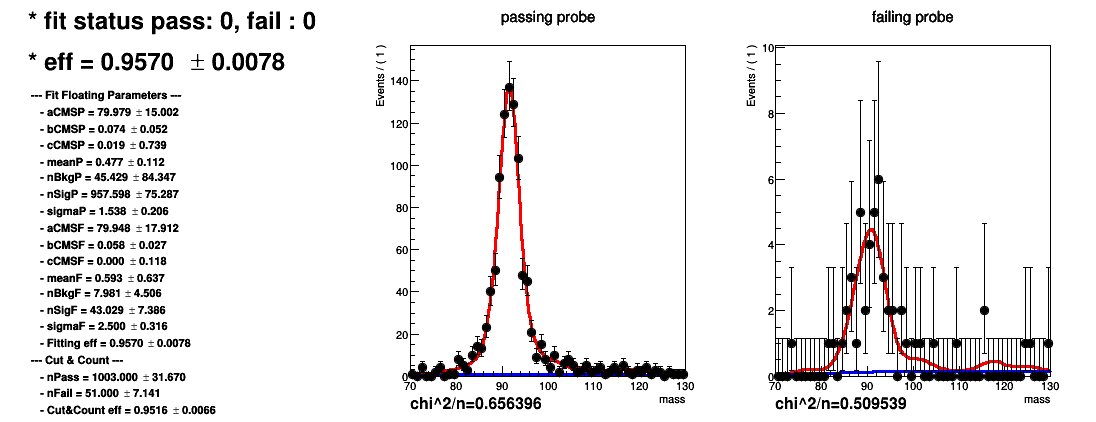 * fit status pass: 0, fail : 0
* eff = 0.9570 ± 0.0078
--- Fit Floating Parameters ---
- aCMSP = 79.979 ± 15.002
- bCMSP = 0.074 ± 0.052
- cCMSP = 0.019 ± 0.739
- meanP = 0.477 ± 0.112
- nBkgP = 45.429 ± 84.347
- nSigP = 957.598 ± 75.287
- sigmaP = 1.538 ± 0.206
- aCMSF = 79.948 ± 17.912
- bCMSF = 0.058 ± 0.027
- cCMSF = 0.000 ± 0.118
- meanF = 0.593 ± 0.637
- nBkgF = 7.981 ± 4.506
- nSigF = 43.029 ± 7.386
- sigmaF = 2.500 ± 0.316
- Fitting eff = 0.9570 ± 0.0078
--- Cut & Count ---
- nPass = 1003.000 ± 31.670
- nFail = 51.000 ± 7.141
- Cut&Count eff = 0.9516 ± 0.0066
passing probe
Events / ( 1 )
140
120
100
80
60
40
20
0
70 80 90 100 110 120 130
mass
chi^2/n=0.656396
failing probe
Events / ( 1 )
10
8
6
4
2
0
70 80 90 100 110 120 130
mass
chi^2/n=0.509539